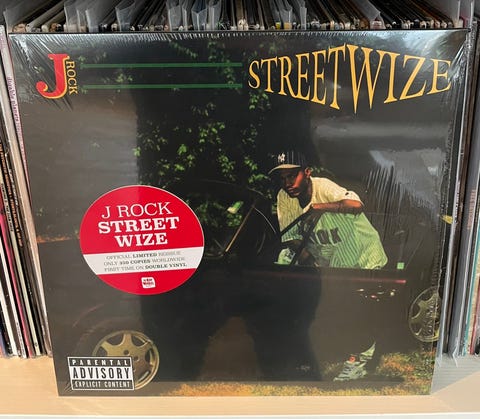 J ROCK
STREETWIZE
J ROCK
STREET
WIZE
OFFICIAL LIMITED REISSUE
ONLY 350 COPIES WORLDWIDE
FIRST TIME ON DOUBLE VINYL
PARENTAL
ADVISORY
EXPLICIT CONTENT